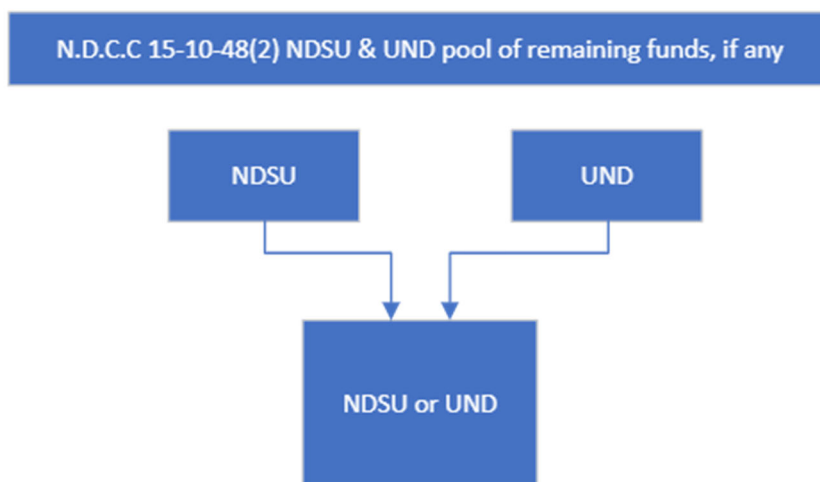 N.D.C.C 15-10-48(2) NDSU & UND pool of remaining funds, if any
NDSU
UND
NDSU or UND